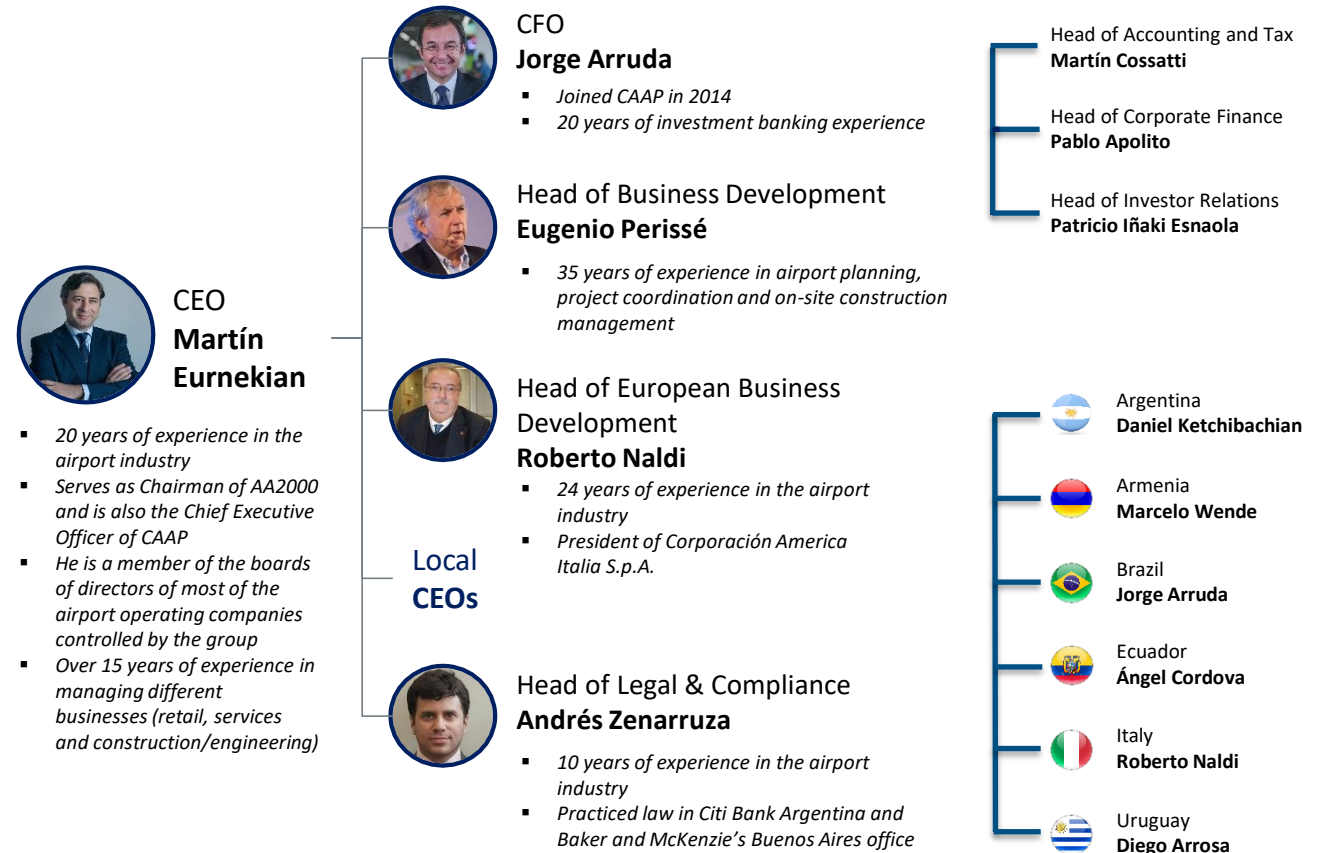 CEO
Martín
Eurnekian
▪ 20 years of experience in the
airport industry
▪ Serves as Chairman of AA2000
and is also the Chief Executive
Officer of CAAP
▪ He is a member of the boards
of directors of most of the
airport operating companies
controlled by the group
▪ Over 15 years of experience in
managing different
businesses (retail, services
and construction/engineering)
CFO
Jorge Arruda
▪ Joined CAAP in 2014
▪ 20 years of investment banking experience
Head of Business Development
Eugenio Perissé
▪ 35 years of experience in airport planning,
project coordination and on-site construction
management
Head of European Business
Development
Roberto Naldi
▪ 24 years of experience in the airport
industry
▪ President of Corporación America
Italia S.p.A.
Local
CEOs
Head of Legal & Compliance
Andrés Zenarruza
▪ 10 years of experience in the airport
industry
▪ Practiced law in Citi Bank Argentina and
Baker and McKenzie's Buenos Aires office
Head of Accounting and Tax
Martín Cossatti
Head of Corporate Finance
Pablo Apolito
Head of Investor Relations
Patricio Iñaki Esnaola
Argentina
Daniel Ketchibachian
Armenia
Marcelo Wende
Brazil
Jorge Arruda
Ecuador
Ángel Cordova
Italy
Roberto Naldi
Uruguay
Diego Arrosa